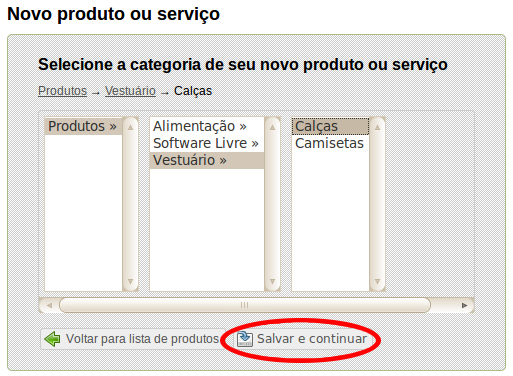 Novo produto ou serviço
Selecione a categoria de seu novo produto ou serviço
Produtos → Vestuário → Calças
Produtos »
Alimentação »
Software Livre »
Vestuário »
Calças
Camisetas
Voltar para lista de produtos
Salvar e continuar